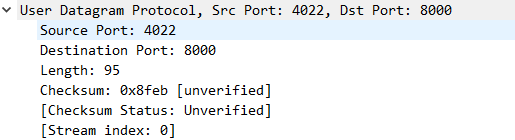 User Datagram Protocol, Src Port: 4022, Dst Port: 8000
Source Port: 4022
Destination Port: 8000
Length: 95
Checksum: 0x8feb [unverified]
[Checksum Status: Unverified]
[Stream index: 0]